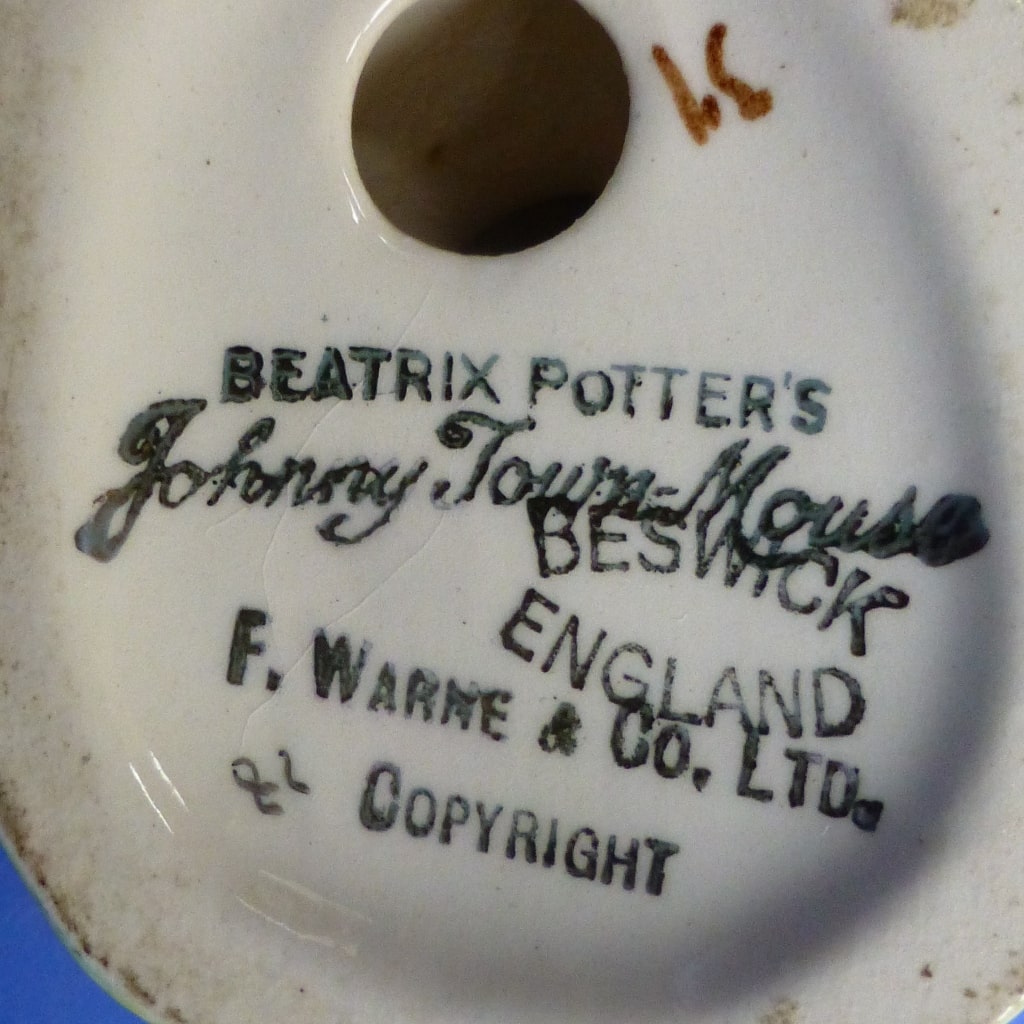 BEATRIX POTTER'S
Johnny Town-Mouse
BESWICK
ENGLAND
F. WARNE & CO. LTD.
COPYRIGHT